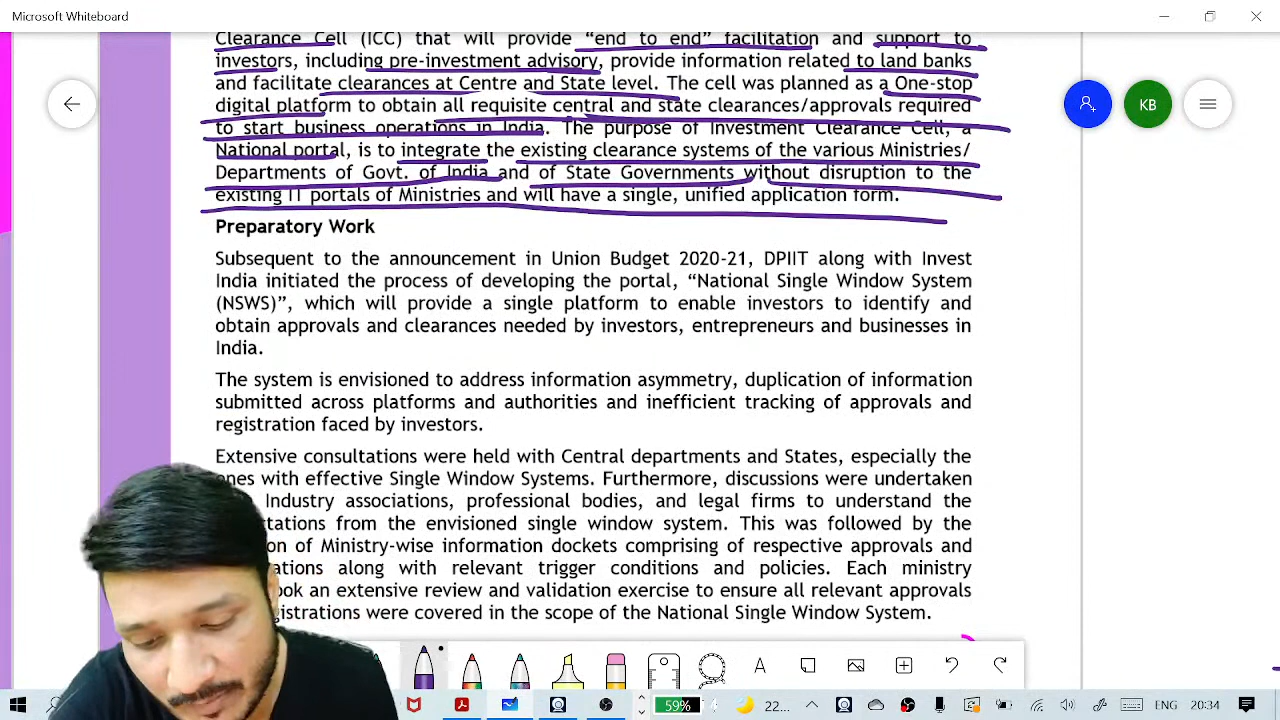 Microsoft Whiteboard
Clearance Cell (ICC) that will provide “end to end” facilitation and support to
investors, including pre-investment advisory, provide information related to land banks
and facilitate clearances at Centre and State level. The cell was planned as a One-stop
digital platform to obtain all requisite central and state clearances/approvals required
to start business operations in India. The purpose of Investment Clearance Cell, a
National portal, is to integrate the existing clearance systems of the various Ministries/
Departments of Govt. of India and of State Governments without disruption to the
existing IT portals of Ministries and will have a single, unified application form.
KB
Preparatory Work
Subsequent to the announcement in Union Budget 2020-21, DPIIT along with Invest
India initiated the process of developing the portal, “National Single Window System
(NSWS)”, which will provide a single platform to enable investors to identify and
obtain approvals and clearances needed by investors, entrepreneurs and businesses in
India.
The system is envisioned to address information asymmetry, duplication of information
submitted across platforms and authorities and inefficient tracking of approvals and
registration faced by investors.
Extensive consultations were held with Central departments and States, especially the
with effective Single Window Systems. Furthermore, discussions were undertaken
Industry associations, professional bodies, and legal firms to understand the
from the envisioned single window system. This was followed by the
of Ministry-wise information dockets comprising of respective approvals and
along with relevant trigger conditions and policies. Each ministry
an extensive review and validation exercise to ensure all relevant approvals
were covered in the scope of the National Single Window System.
59%
22...
ENG
20:34